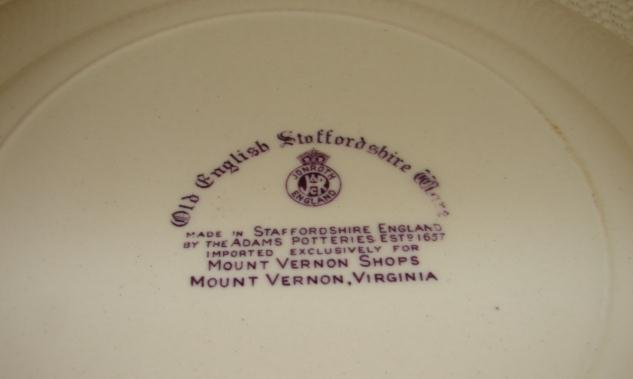 Old English Staffordshire Ware
JONROTH
ENGLAND
MADE IN STAFFORDSHIRE ENGLAND
BY THE ADAMS POTTERIES ESTD 1657
IMPORTED EXCLUSIVELY FOR
MOUNT VERNON SHOPS
MOUNT VERNON, VIRGINIA